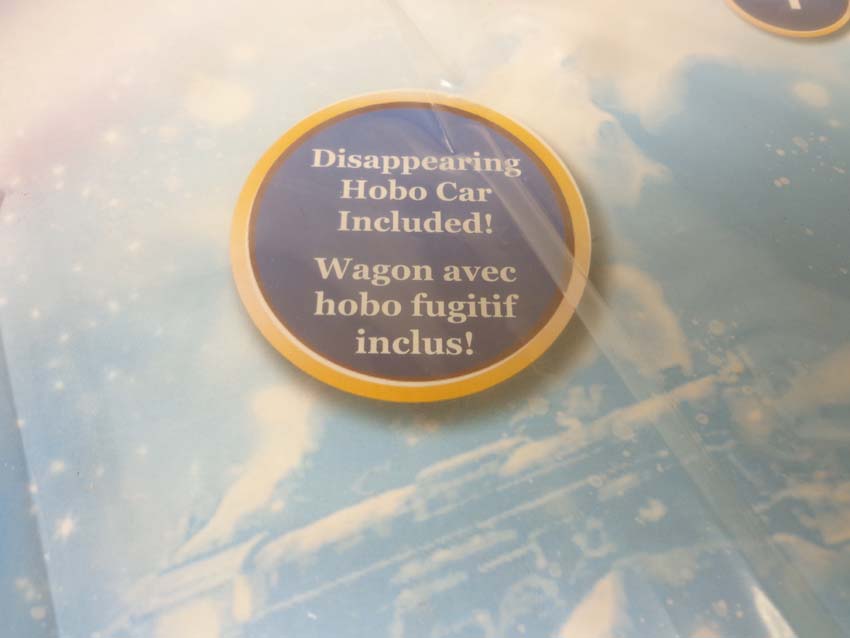 Disappearing
Hobo Car
Included!
Wagon avec
hobo fugitif
inclus!